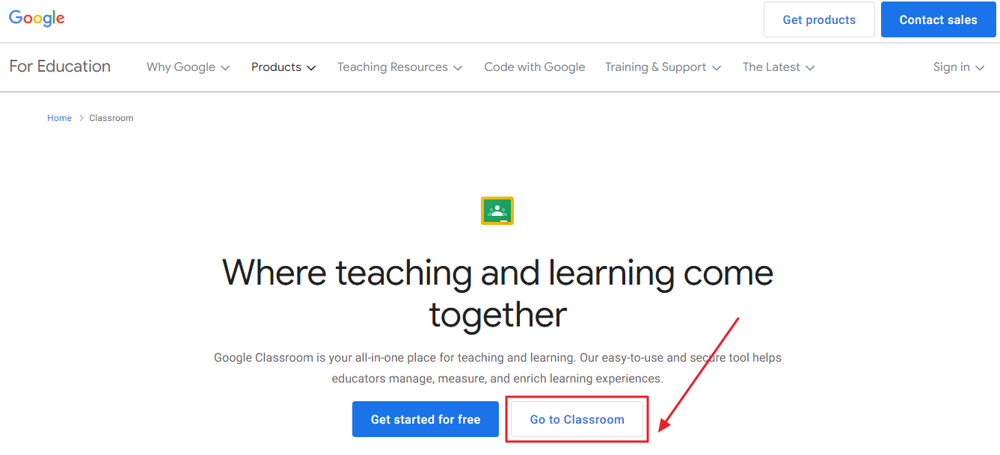 Google
Get products
Contact sales
For Education
Why Google
Products
Teaching Resources
Code with Google
Training & Support
The Latest
Sign in
Home
Classroom
Where teaching and learning come
together
Google Classroom is your all-in-one place for teaching and learning. Our easy-to-use and secure tool helps
educators manage, measure, and enrich learning experiences.
Get started for free
Go to Classroom